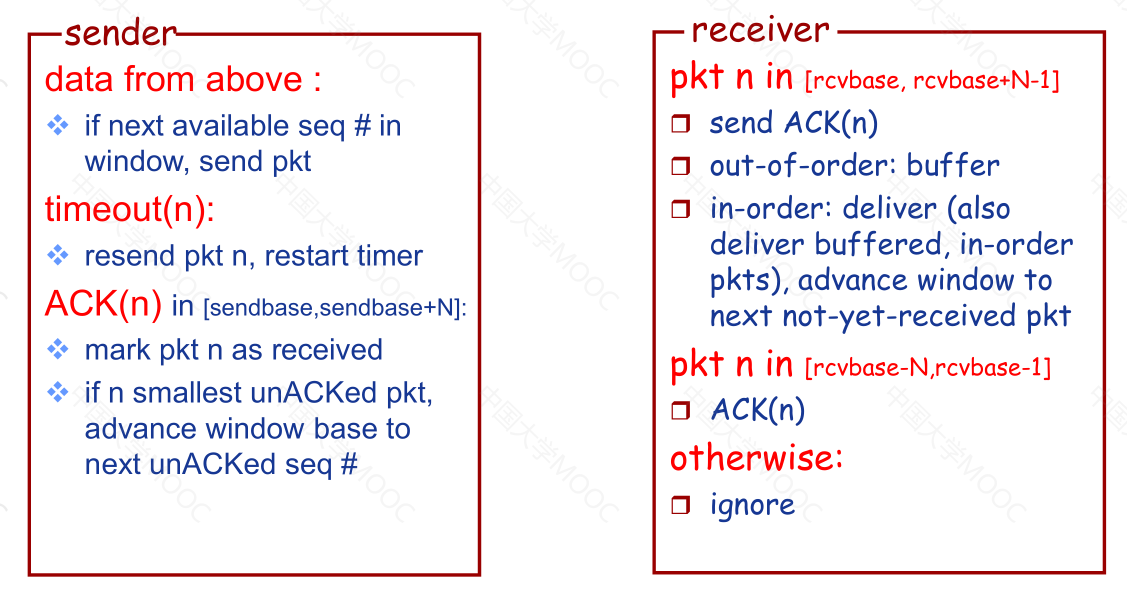 sender
data from above :
if next available seq # in
window, send pkt
timeout(n):
resend pkt n, restart timer
ACK(n) in [sendbase,sendbase+N]:
mark pkt n as received
if n smallest unACKed pkt,
advance window base to
next unACKed seq #
receiver
pkt n in [rcvbase, rcvbase+N-1]
send ACK(n)
out-of-order: buffer
in-order: deliver (also
deliver buffered, in-order
pkts), advance window to
next not-yet-received pkt
pkt n in [rcvbase-N,rcvbase-1]
ACK(n)
otherwise:
ignore
中国大学MOOC